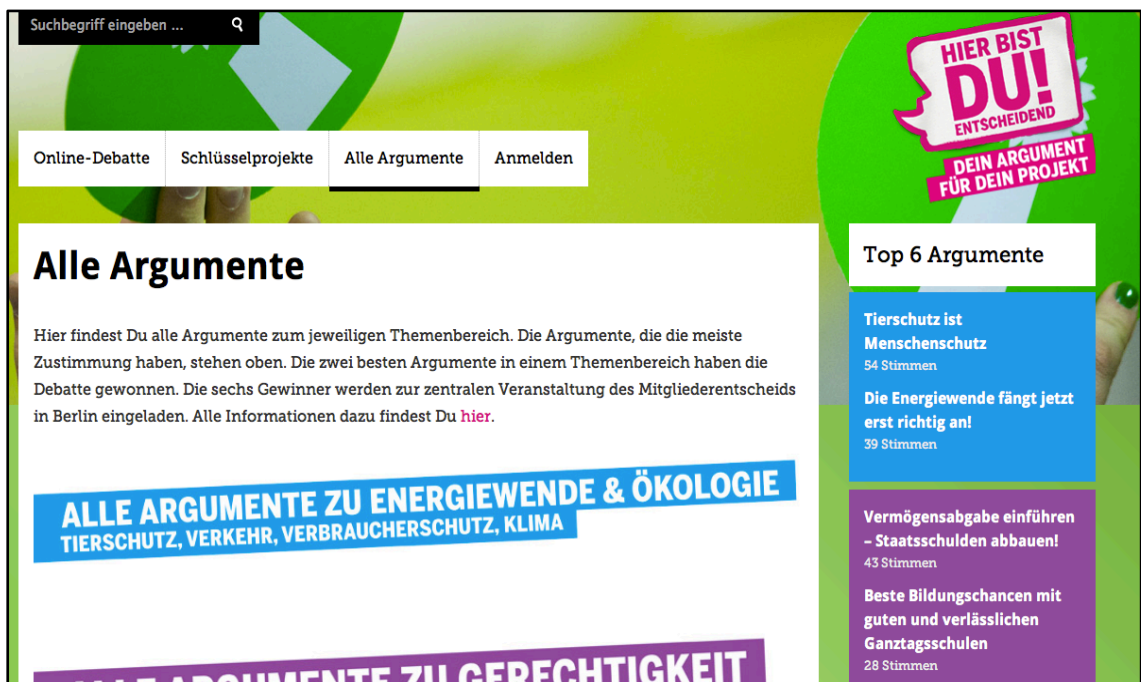 Suchbegriff eingeben ...
HIER BIST
DU!
ENTSCHEIDEND
DEIN ARGUMENT
FÜR DEIN PROJEKT
Online-Debatte
Schlüsselprojekte
Alle Argumente
Anmelden
Alle Argumente
Hier findest Du alle Argumente zum jeweiligen Themenbereich. Die Argumente, die die meiste
Zustimmung haben, stehen oben. Die zwei besten Argumente in einem Themenbereich haben die
Debatte gewonnen. Die sechs Gewinner werden zur zentralen Veranstaltung des Mitgliederentscheids
in Berlin eingeladen. Alle Informationen dazu findest Du hier.
ALLE ARGUMENTE ZU ENERGIEWENDE & ÖKOLOGIE
TIERSCHUTZ, VERKEHR, VERBRAUCHERSCHUTZ, KLIMA
ALLE ARGUMENTE ZU GERECHTIGKEIT
Top 6 Argumente
Tierschutz ist
Menschenschutz
54 Stimmen
Die Energiewende fängt jetzt
erst richtig an!
39 Stimmen
Vermögensabgabe einführen
– Staatsschulden abbauen!
43 Stimmen
Beste Bildungschancen mit
guten und verlässlichen
Ganztagsschulen
28 Stimmen